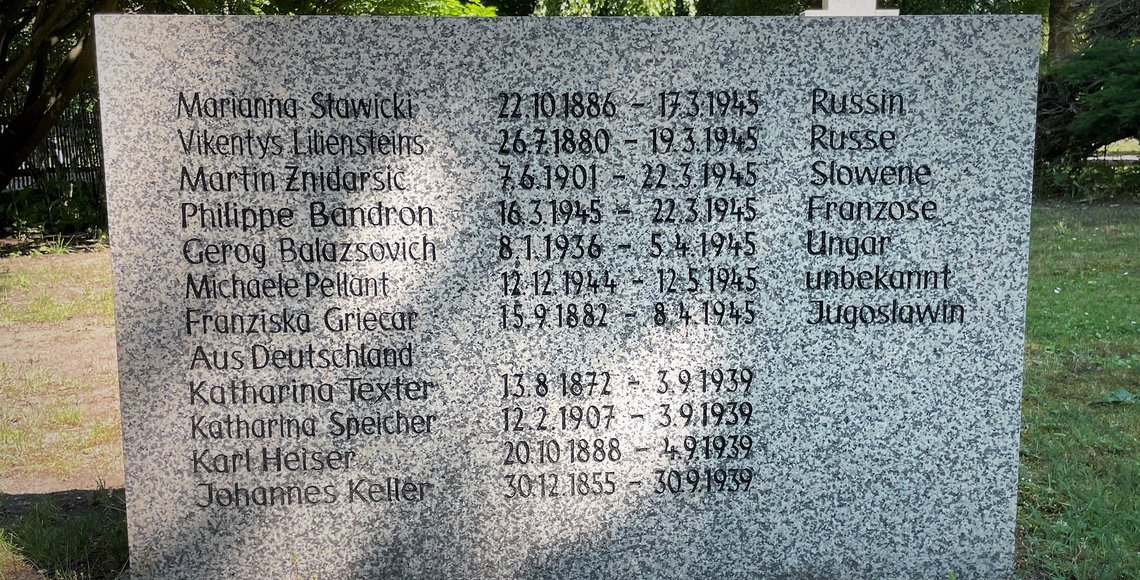 Marianna Stawicki 22.10.1886 – 17.3.1945 Russin
Vikentys Liliensteins 26.7.1880 – 19.3.1945 Russe
Martin Žnidarsic 7.6.1901 – 22.3.1945 Slowene
Philippe Bandron 16.3.1945 – 22.3.1945 Franzose
Gerog Balazsovich 8.1.1936 – 5.4.1945 Ungar
Michaele Pellant 12.12.1944 – 12.5.1945 unbekannt
Franziska Griecar 15.9.1882 – 8.4.1945 Jugoslawin
Aus Deutschland
Katharina Texter 13.8.1872 – 3.9.1939
Katharina Speicher 12.2.1907 – 3.9.1939
Karl Heiser 20.10.1888 – 4.9.1939
Johannes Keller 30.12.1855 – 30.9.1939